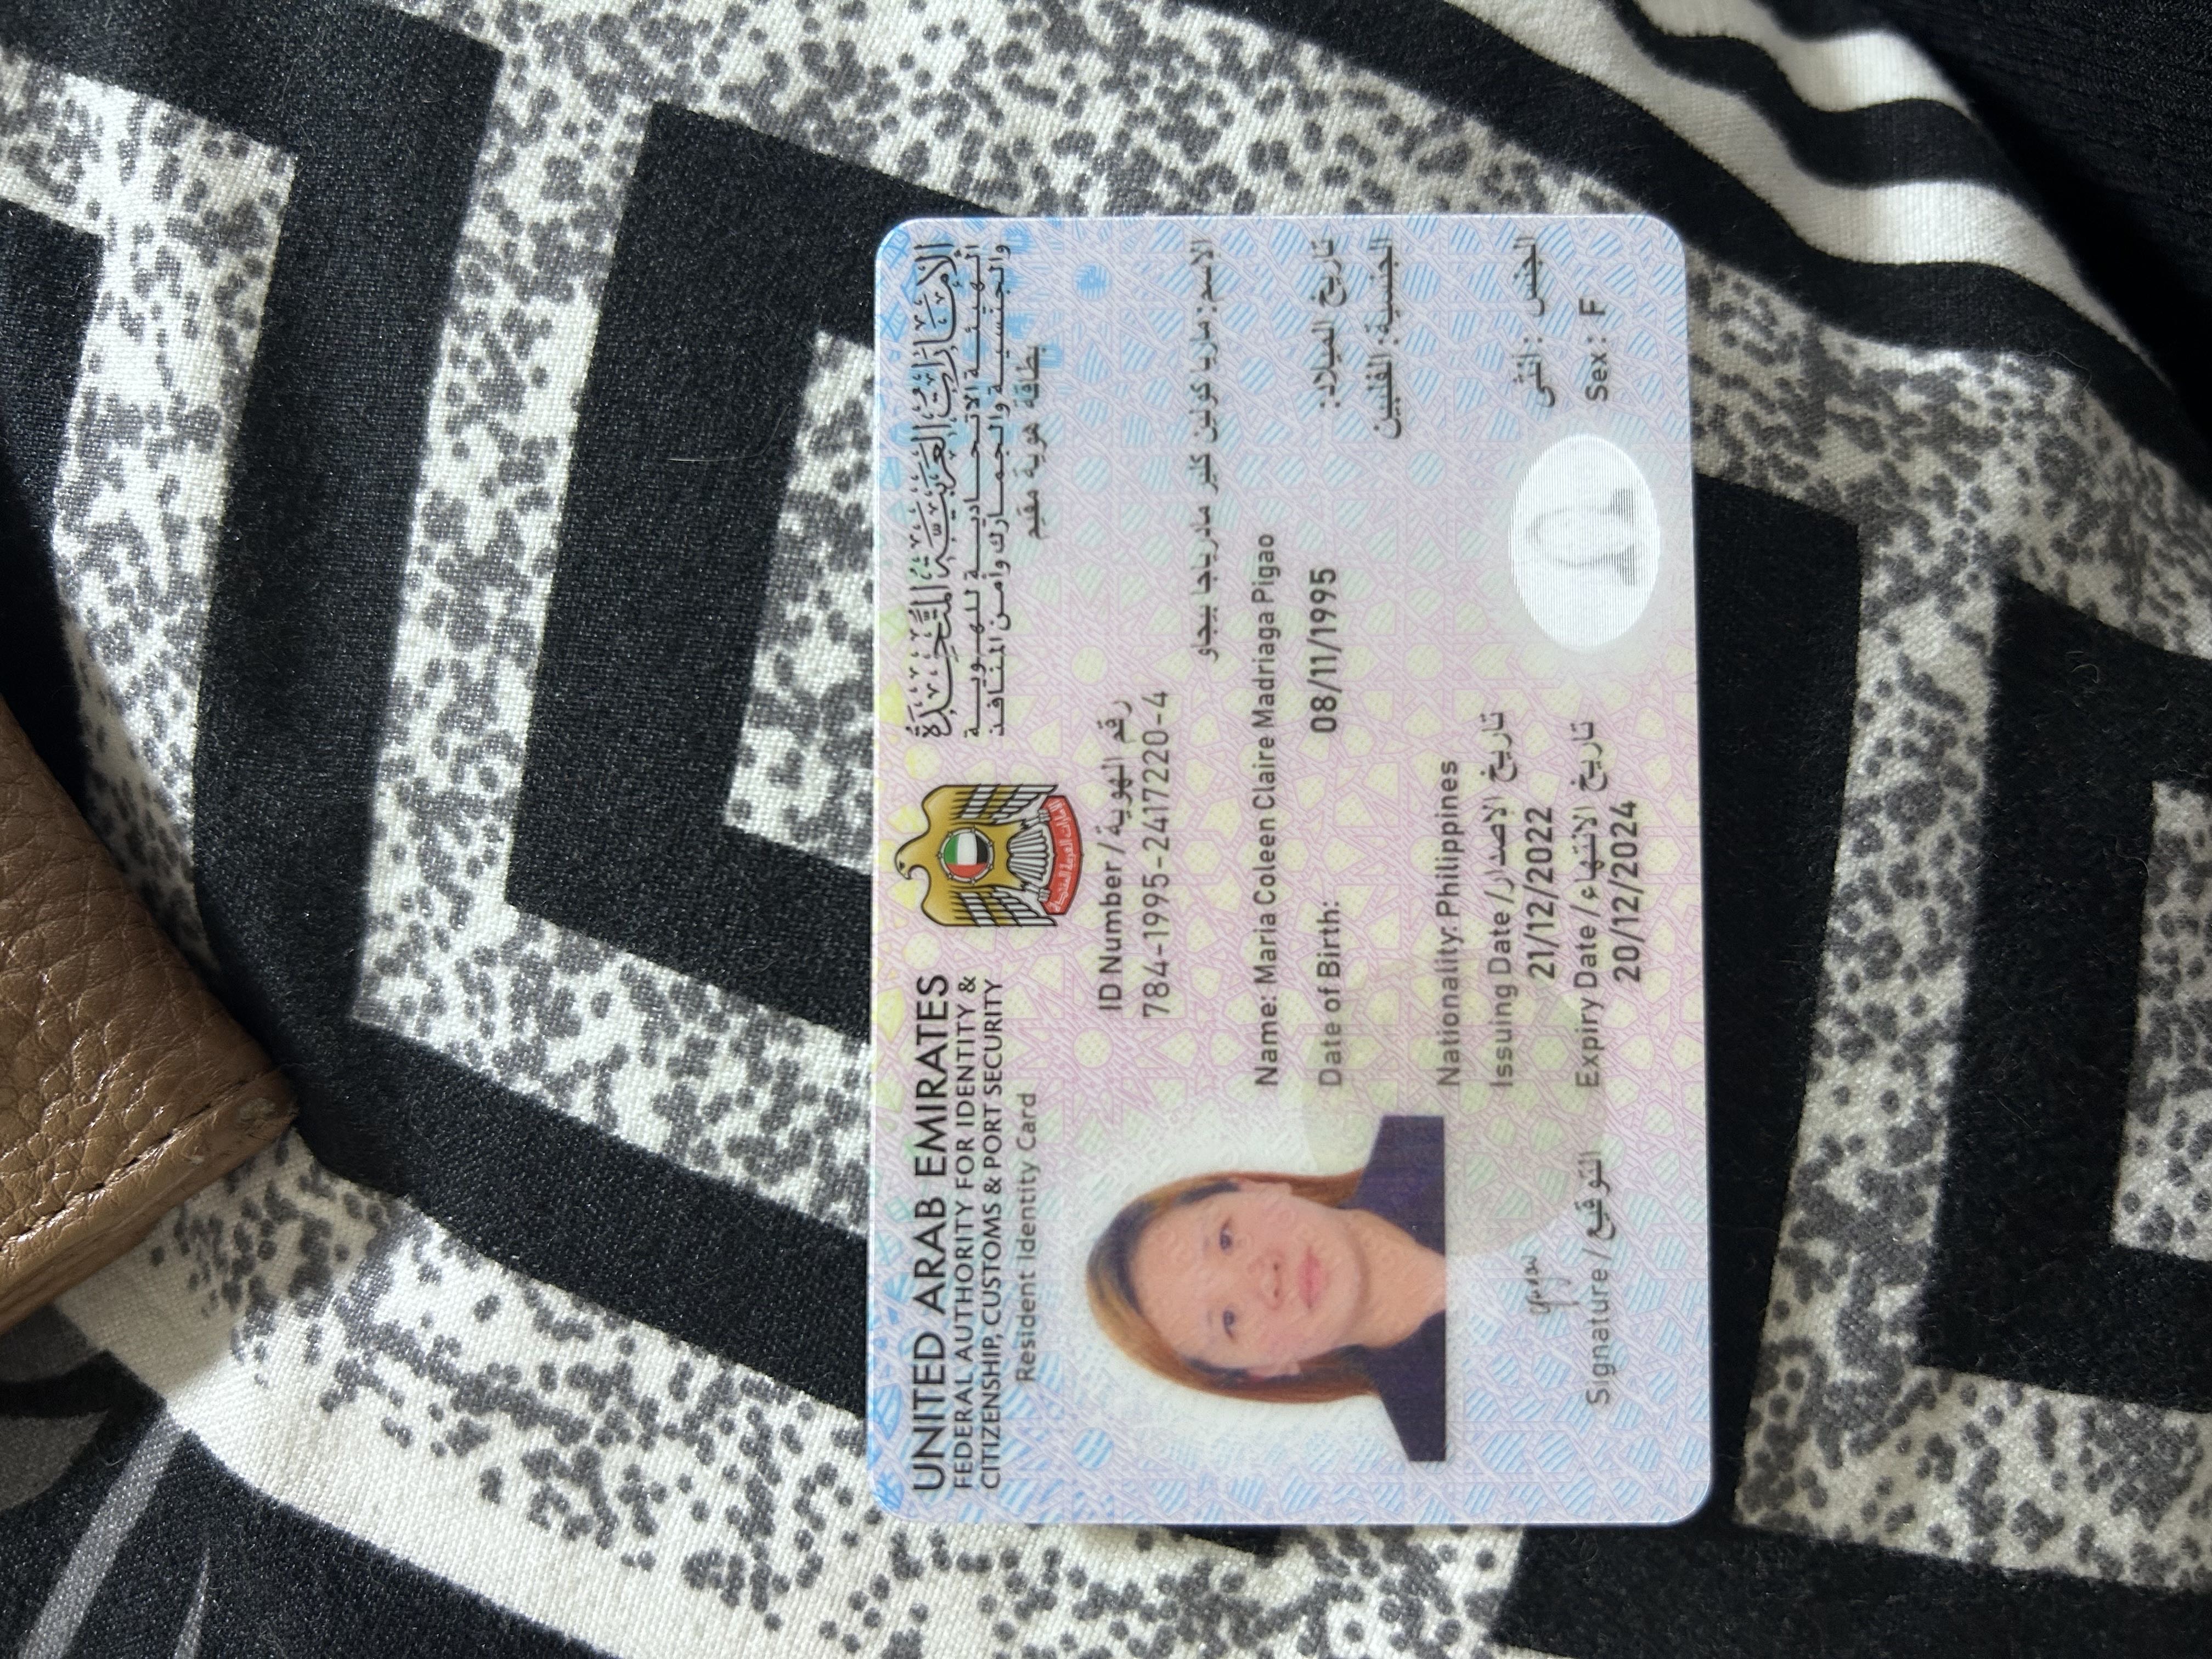 UNITED ARAB EMIRATES
FEDERAL AUTHORITY FOR IDENTITY &
CITIZENSHIP, CUSTOMS & PORT SECURITY
Resident Identity Card
الإمارات العربية المتحدة
الهيئة الاتحادية للهوية
والجنسية والجمارك وأمن المنافذ
بطاقة هوية مقيم
الامارات العربية المتحدة
ID Number / رقم الهوية
784-1995-2417220-4
الاسم: ماريا كولين كلير مادرياجا بيجاو
Name: Maria Coleen Claire Madriaga Pigao
Date of Birth: 08/11/1995 تاريخ الميلاد:
الجنسية: الفلبين
Nationality: Philippines
Issuing Date / تاريخ الاصدار
21/12/2022
Expiry Date / تاريخ الانتهاء
20/12/2024
الجنس : أنثى
Sex: F
Signature / التوقيع